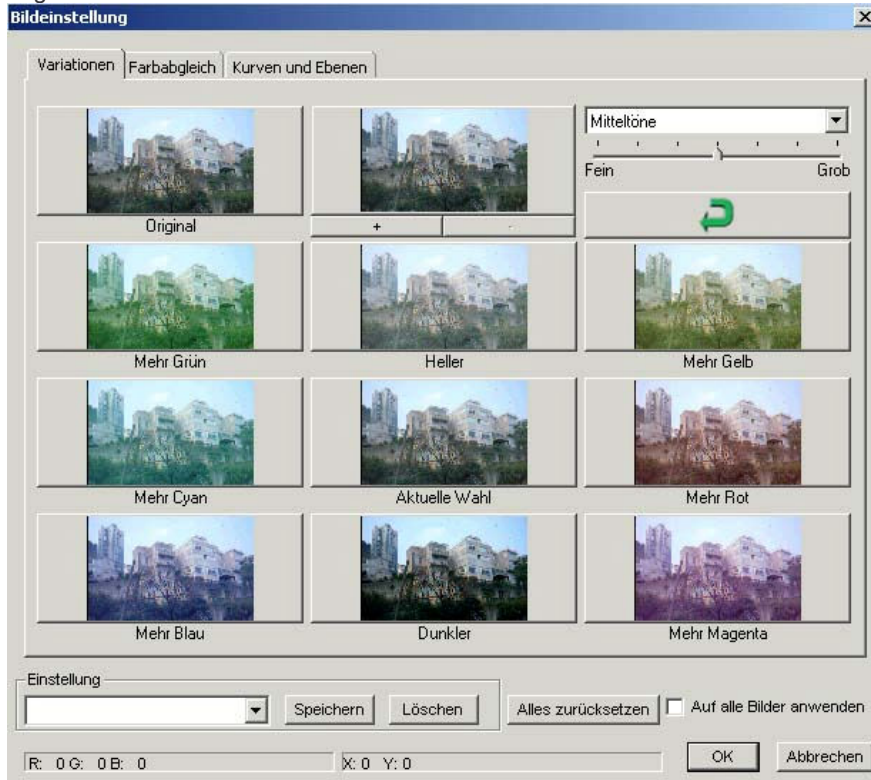 Bildeinstellung
Variationen Farbabgleich Kurven und Ebenen
Mitteltöne
Fein Grob
Original + -
Mehr Grün Heller Mehr Gelb
Mehr Cyan Aktuelle Wahl Mehr Rot
Mehr Blau Dunkler Mehr Magenta
Einstellung
Speichern Löschen Alles zurücksetzen Auf alle Bilder anwenden
R: 0 G: 0 B: 0 X: 0 Y: 0 OK Abbrechen